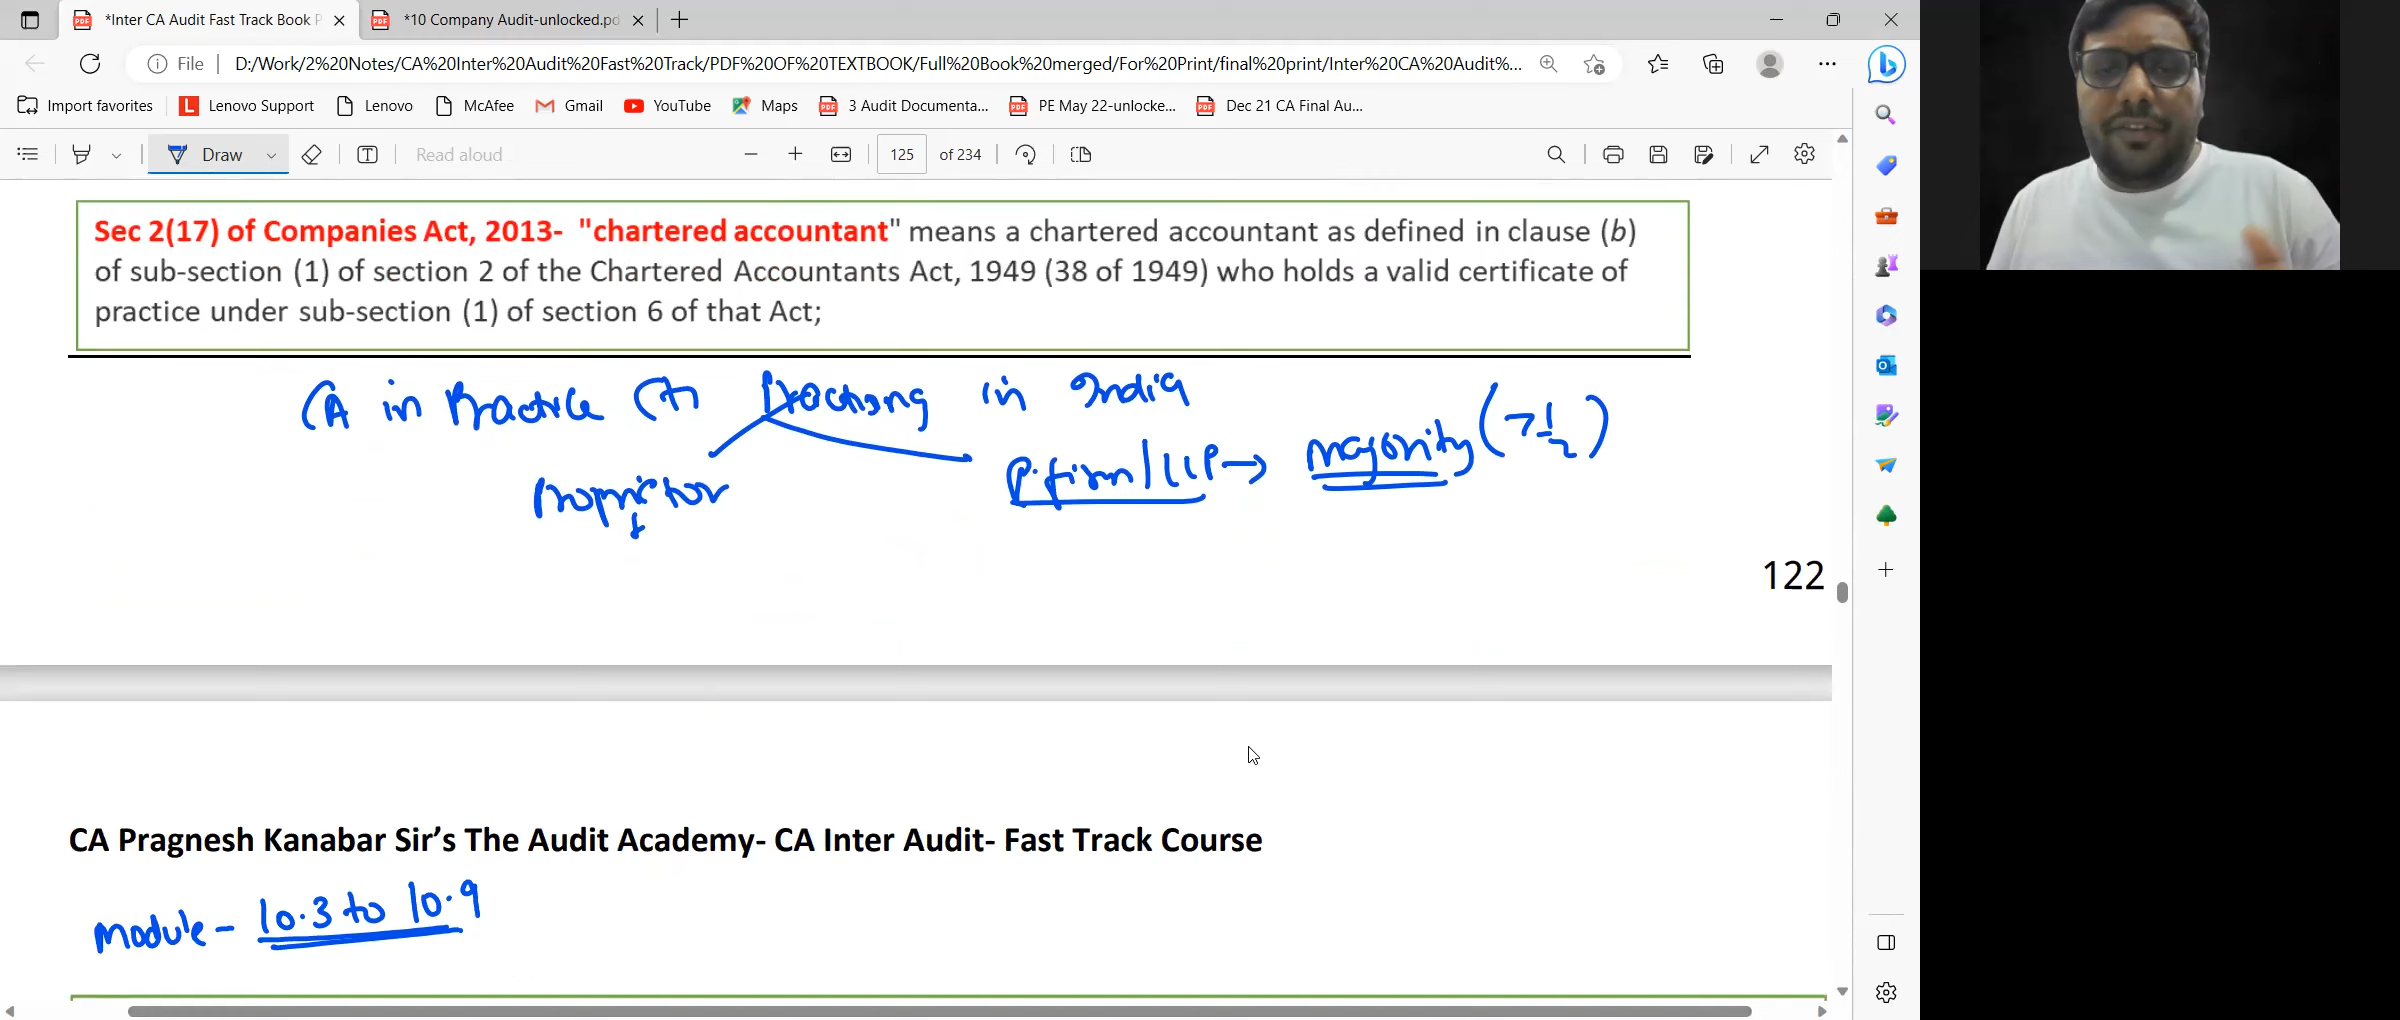 *Inter CA Audit Fast Track Book P
*10 Company Audit-unlocked.pd
File
D:/Work/2%20Notes/CA%20Inter%20Audit%20Fast%20Track/PDF%20OF%20TEXTBOOK/Full%20Book%20merged/For%20Print/final%20print/Inter%20CA%20Audit%...
Import favorites Lenovo Support Lenovo McAfee Gmail YouTube Maps 3 Audit Documenta... PE May 22-unlocke... Dec 21 CA Final Au...
Draw Read aloud 125 of 234
Sec 2(17) of Companies Act, 2013- "chartered accountant" means a chartered accountant as defined in clause (b)
of sub-section (1) of section 2 of the Chartered Accountants Act, 1949 (38 of 1949) who holds a valid certificate of
practice under sub-section (1) of section 6 of that Act;
CA in Practice (+) Practising in India
Proprietor
P.firm/LLP → majority (>1/2)
122
CA Pragnesh Kanabar Sir's The Audit Academy- CA Inter Audit- Fast Track Course
Module - 10.3 to 10.9